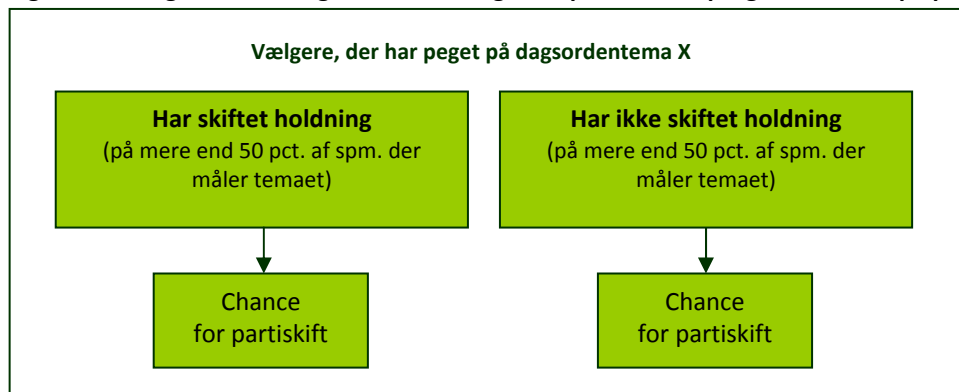 Vælgere, der har peget på dagsordentema X
Har skiftet holdning
(på mere end 50 pct. af spm. der
måler temaet)
Har ikke skiftet holdning
(på mere end 50 pct. af spm. der
måler temaet)
Chance
for partiskift
Chance
for partiskift